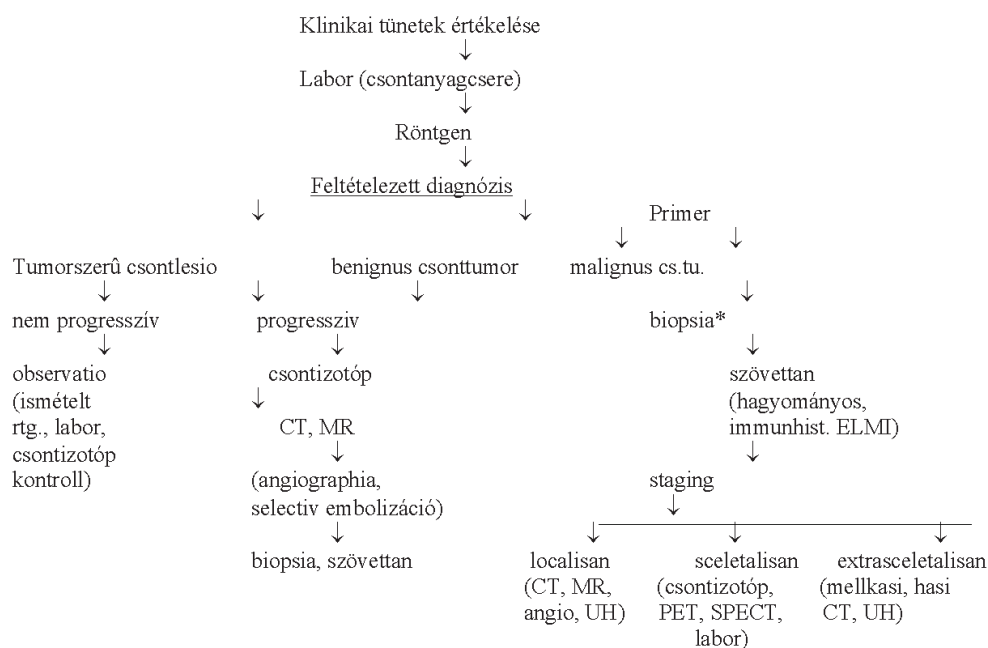 Klinikai tünetek értékelése
Labor (csontanyagcsere)
Röntgen
Feltételezett diagnózis
Primer
Tumorszerû csontlesio
benignus csonttumor
malignus cs.tu.
nem progresszív
progressziv
biopsia*
observatio
(ismételt
rtg., labor,
csontizotóp
kontroll)
csontizotóp
CT, MR
(angiographia,
selectiv embolizáció)
biopsia, szövettan
szövettan
(hagyományos,
immunhist. ELMI)
staging
localisan
(CT, MR,
angio, UH)
sceletalisan
(csontizotóp,
PET, SPECT,
labor)
extrasceletalisan
(mellkasi, hasi
CT, UH)